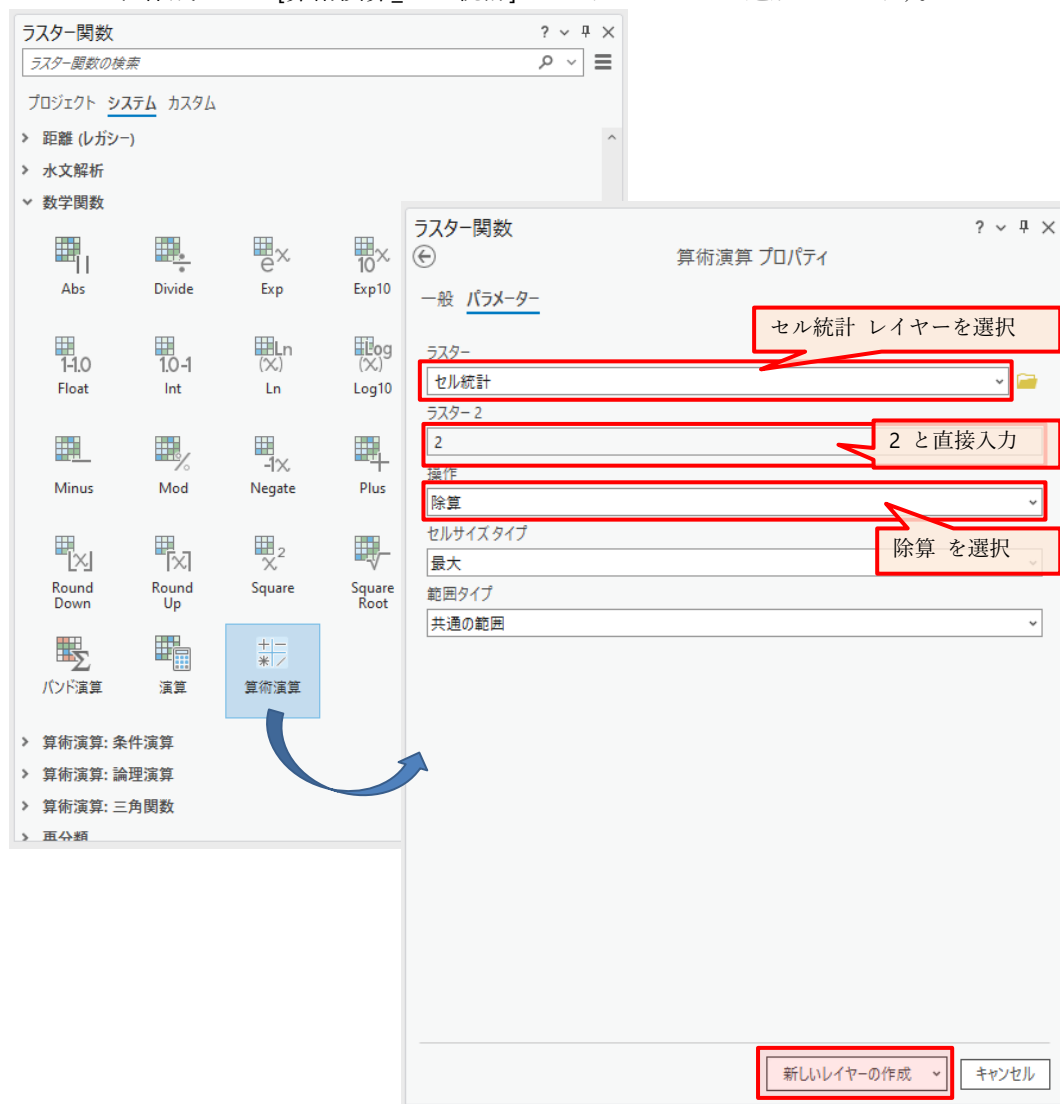 ラスター関数
ラスター関数の検索
プロジェクト システム カスタム
距離 (レガシー)
水文解析
数学関数
Abs
Divide
Exp
Exp10
Float
Int
Ln
Log10
Minus
Mod
Negate
Plus
Round Down
Round Up
Square
Square Root
バンド演算
演算
算術演算
算術演算: 条件演算
算術演算: 論理演算
算術演算: 三角関数
再分類
ラスター関数
算術演算 プロパティ
一般 パラメーター
セル統計 レイヤーを選択
ラスター
セル統計
ラスター 2
2
2 と直接入力
操作
除算
除算 を選択
セルサイズ タイプ
最大
範囲タイプ
共通の範囲
新しいレイヤーの作成
キャンセル